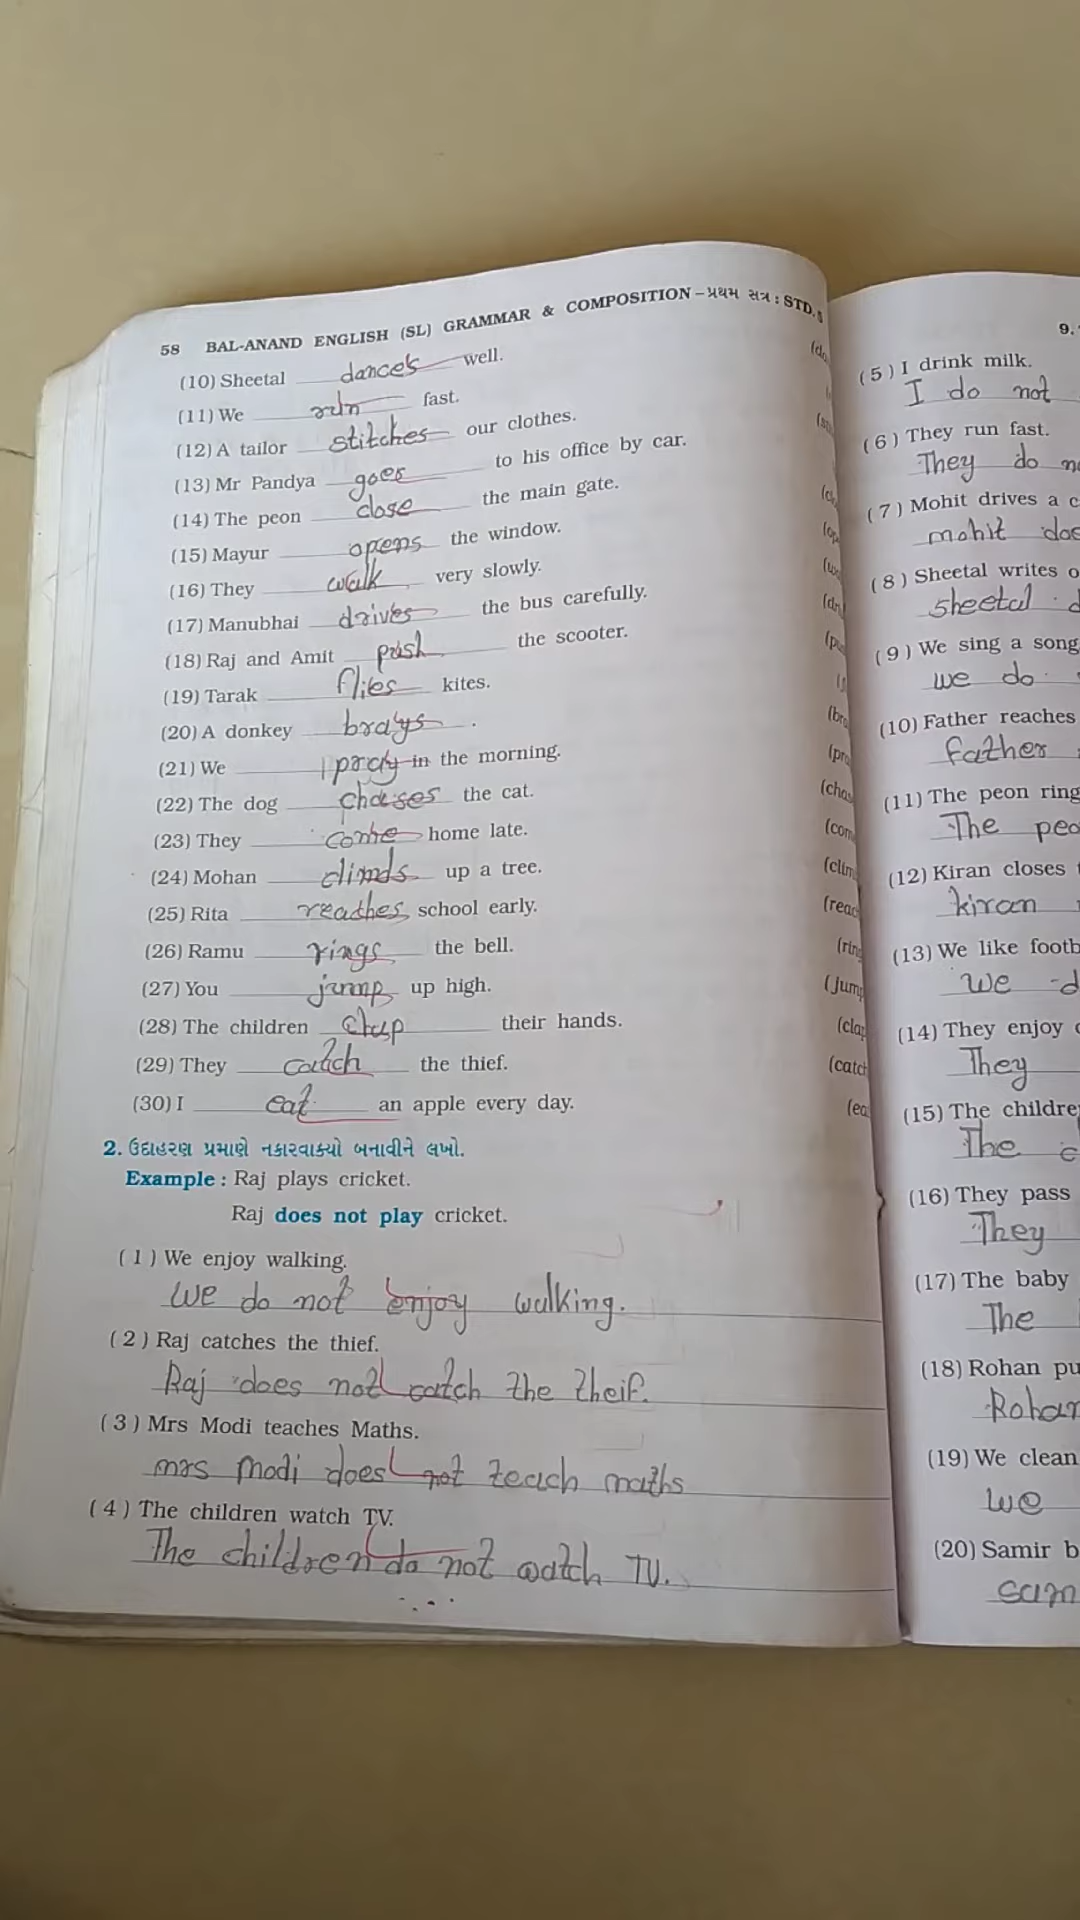 58 BAL-ANAND ENGLISH (SL) GRAMMAR & COMPOSITION – પ્રથમ સત્ર : STD.
(10) Sheetal dances well.
(11) We run fast.
(12) A tailor stitches our clothes.
(13) Mr Pandya goes to his office by car.
(14) The peon close the main gate.
(15) Mayur opens the window.
(16) They walk very slowly.
(17) Manubhai drives the bus carefully.
(18) Raj and Amit push the scooter.
(19) Tarak flies kites.
(20) A donkey brays .
(21) We pray in the morning.
(22) The dog chases the cat.
(23) They come home late.
(24) Mohan climbs up a tree.
(25) Rita reaches school early.
(26) Ramu rings the bell.
(27) You jump up high. (jump
(28) The children clap their hands. (clap
(29) They catch the thief. (catch
(30) I eat an apple every day.
2. ઉદાહરણ પ્રમાણે નકારવાક્યો બનાવીને લખો.
Example : Raj plays cricket.
Raj does not play cricket.
(1) We enjoy walking.
We do not enjoy walking.
(2) Raj catches the thief.
Raj does not catch the theif.
(3) Mrs Modi teaches Maths.
mrs modi does not teach maths
(4) The children watch TV.
The children do not watch TV.
9.
(5) I drink milk.
I do not
(6) They run fast.
They do
(7) Mohit drives a
mohit
(8) Sheetal writes
sheetal
(9) We sing a song
we do
(10) Father reaches
father
(11) The peon ring
The
(12) Kiran closes
kiran
(13) We like
we
(14) They enjoy
They
(15) The
The
(16) They pass
They
(17) The baby
The
(18) Rohan
Rohan
(19) We clean
we
(20) Samir